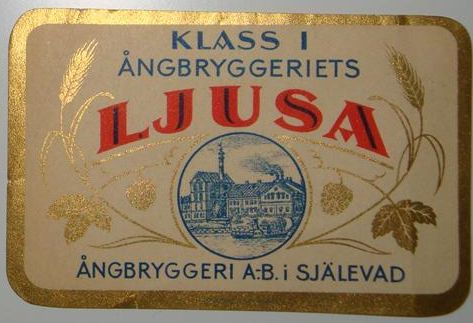 KLASS I
ÅNGBRYGGERIETS
LJUSA
ÅNGBRYGGERI A.-B. i SJÄLEVAD